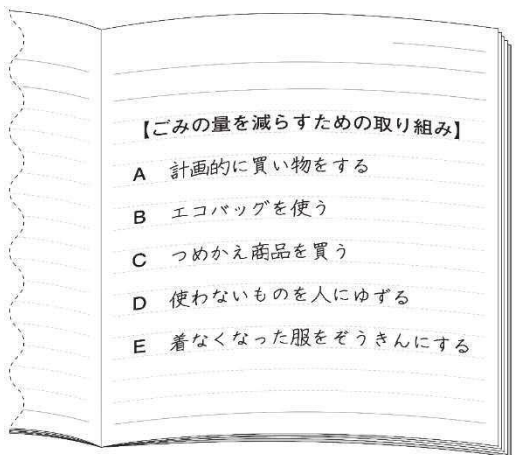 【ごみの量を減らすための取り組み】
A 計画的に買い物をする
B エコバッグを使う
C つめかえ商品を買う
D 使わないものを人にゆずる
E 着なくなった服をぞうきんにする